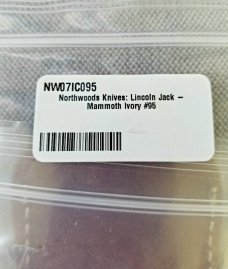 NW07IC095
Northwoods Knives: Lincoln Jack –
Mammoth Ivory #95